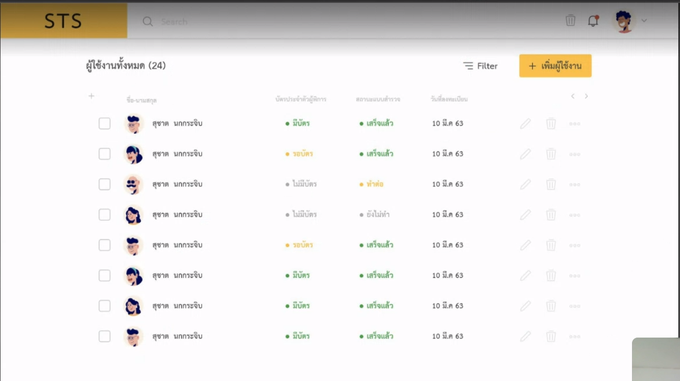 STS
Search
ผู้ใช้งานทั้งหมด (24)
Filter
+ เพิ่มผู้ใช้งาน
ชื่อ-นามสกุล บัตรประจำตัวผู้จัดการ สถานะแบบสำรวจ วันที่ลงทะเบียน
สุชาด นกกระจิบ มีบัตร เสร็จแล้ว 10 มี.ค 63
สุชาด นกกระจิบ รอบัตร เสร็จแล้ว 10 มี.ค 63
สุชาด นกกระจิบ ไม่มีบัตร ทำต่อ 10 มี.ค 63
สุชาด นกกระจิบ ไม่มีบัตร ยังไม่ทำ 10 มี.ค 63
สุชาด นกกระจิบ รอบัตร เสร็จแล้ว 10 มี.ค 63
สุชาด นกกระจิบ มีบัตร เสร็จแล้ว 10 มี.ค 63
สุชาด นกกระจิบ มีบัตร เสร็จแล้ว 10 มี.ค 63
สุชาด นกกระจิบ มีบัตร เสร็จแล้ว 10 มี.ค 63